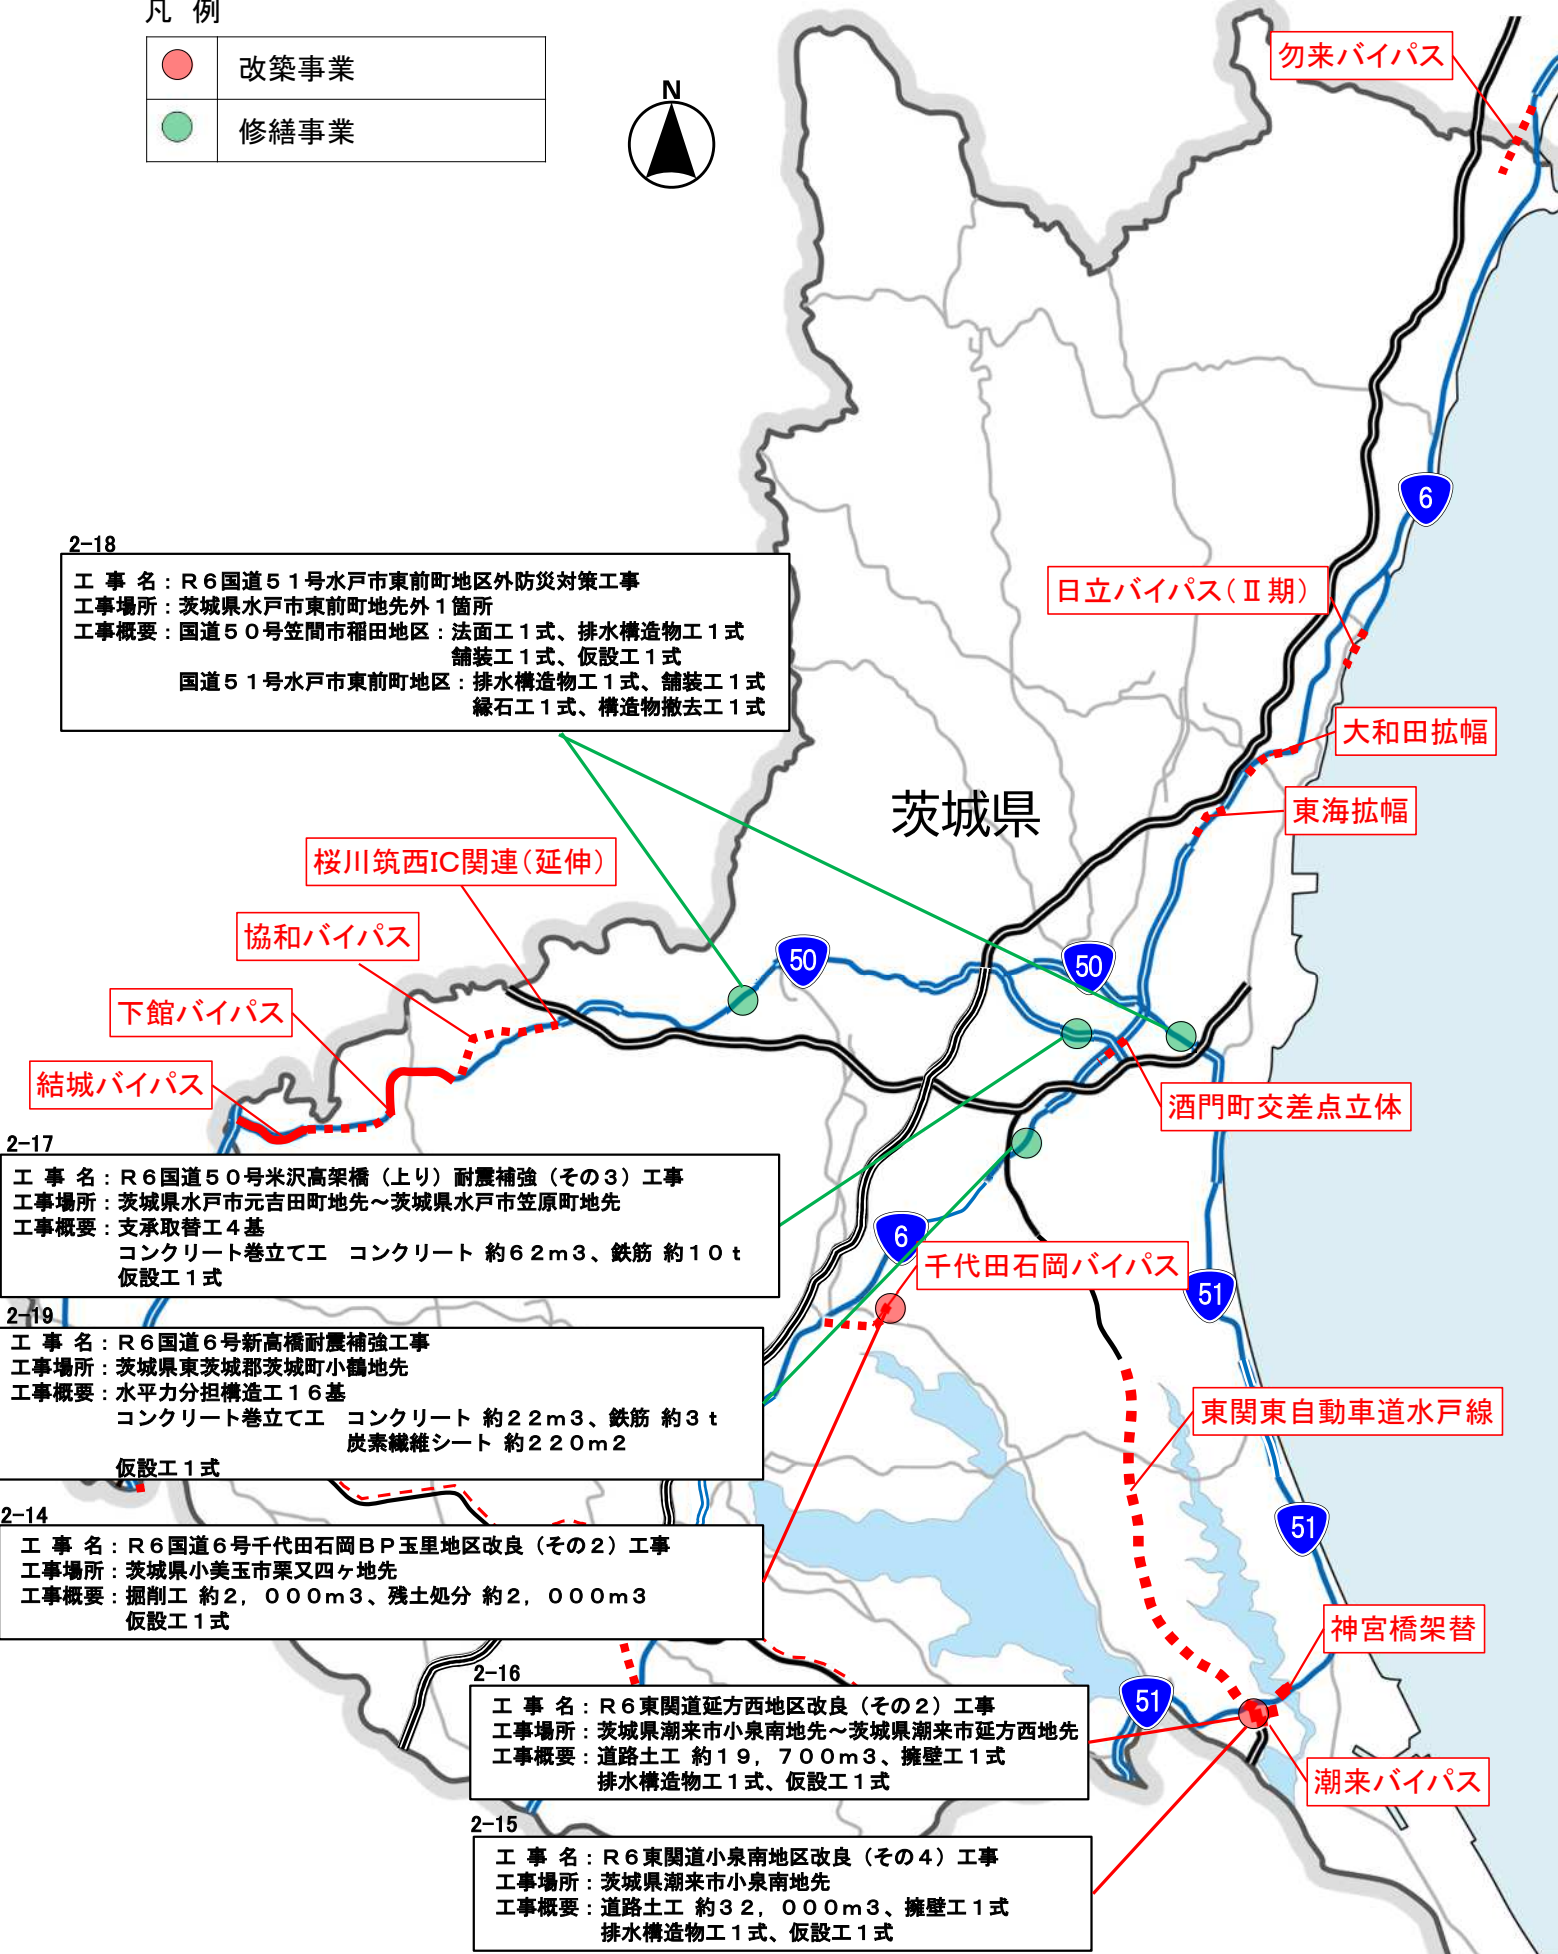 凡 例
改築事業
修繕事業
N
勿来バイパス
6
2-18
工 事 名：Ｒ６国道５１号水戸市東前町地区外防災対策工事
工事場所：茨城県水戸市東前町地先外１箇所
工事概要：国道５０号笠間市稲田地区：法面工１式、排水構造物工１式
舗装工１式、仮設工１式
国道５１号水戸市東前町地区：排水構造物工１式、舗装工１式
縁石工１式、構造物撤去工１式
日立バイパス（Ⅱ期）
大和田拡幅
東海拡幅
茨城県
桜川筑西IC関連（延伸）
協和バイパス
50
50
下館バイパス
結城バイパス
酒門町交差点立体
2-17
工 事 名：Ｒ６国道５０号米沢高架橋（上り）耐震補強（その３）工事
工事場所：茨城県水戸市元吉田町地先～茨城県水戸市笠原町地先
工事概要：支承取替工４基
コンクリート巻立て工　コンクリート 約６２ｍ３、鉄筋 約１０ｔ
仮設工１式
6
千代田石岡バイパス
51
2-19
工 事 名：Ｒ６国道６号新高橋耐震補強工事
工事場所：茨城県東茨城郡茨城町小鶴地先
工事概要：水平力分担構造工１６基
コンクリート巻立て工　コンクリート 約２２ｍ３、鉄筋 約３ｔ
炭素繊維シート 約２２０ｍ２
仮設工１式
東関東自動車道水戸線
51
2-14
工 事 名：Ｒ６国道６号千代田石岡ＢＰ玉里地区改良（その２）工事
工事場所：茨城県小美玉市栗又四ヶ地先
工事概要：掘削工 約２，０００ｍ３、残土処分 約２，０００ｍ３
仮設工１式
神宮橋架替
2-16
工 事 名：Ｒ６東関道延方西地区改良（その２）工事
工事場所：茨城県潮来市小泉南地先～茨城県潮来市延方西地先
工事概要：道路土工 約１９，７００ｍ３、擁壁工１式
排水構造物工１式、仮設工１式
51
潮来バイパス
2-15
工 事 名：Ｒ６東関道小泉南地区改良（その４）工事
工事場所：茨城県潮来市小泉南地先
工事概要：道路土工 約３２，０００ｍ３、擁壁工１式
排水構造物工１式、仮設工１式